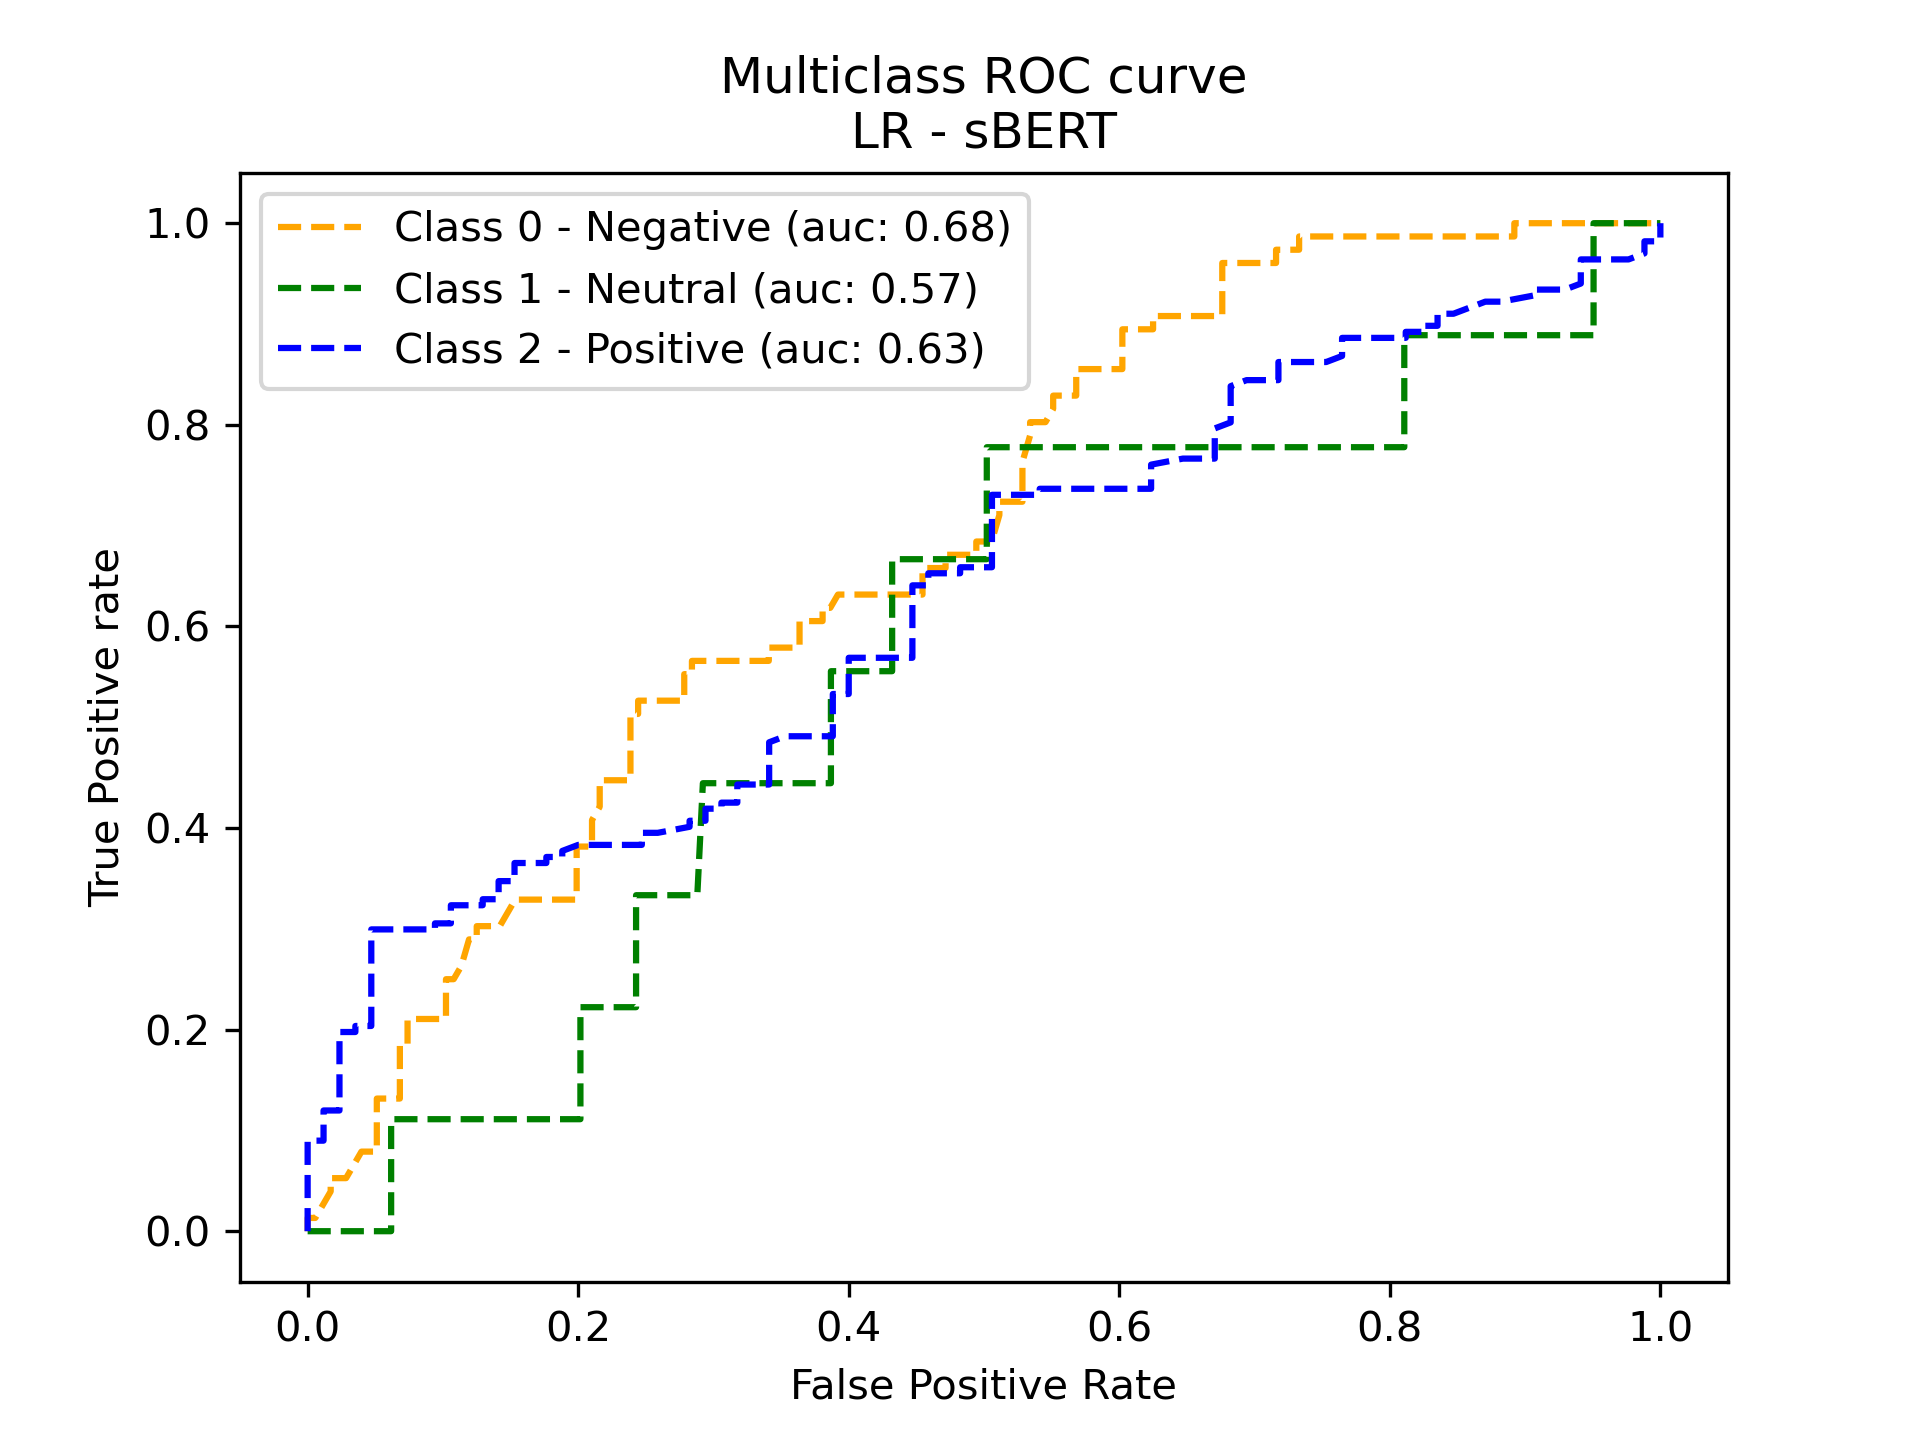 Multiclass ROC curve
LR - sBERT
Class 0 - Negative (auc: 0.68)
Class 1 - Neutral (auc: 0.57)
Class 2 - Positive (auc: 0.63)
True Positive rate
1.0
0.8
0.6
0.4
0.2
0.0
0.0 0.2 0.4 0.6 0.8 1.0
False Positive Rate